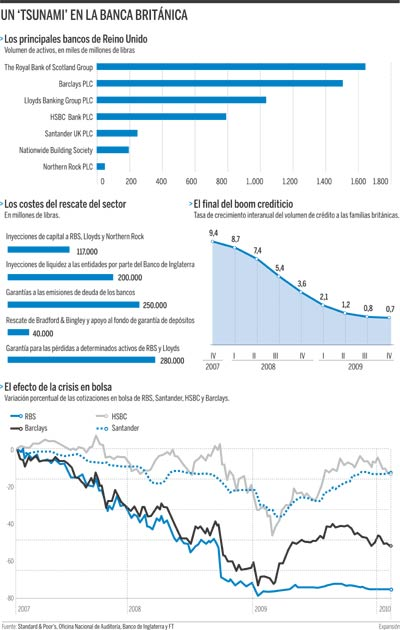 UN ‘TSUNAMI’ EN LA BANCA BRITÁNICA
> Los principales bancos de Reino Unido
Volumen de activos, en miles de millones de libras
The Royal Bank of Scotland Group
Barclays PLC
Lloyds Banking Group PLC
HSBC Bank PLC
Santander UK PLC
Nationwide Building Society
Northern Rock PLC
0 200 400 600 800 1.000 1.200 1.400 1.600 1.800
> Los costes del rescate del sector
En millones de libras.
Inyecciones de capital a RBS, Lloyds y Northern Rock
117.000
Inyecciones de liquidez a las entidades por parte del Banco de Inglaterra
200.000
Garantías a las emisiones de deuda de los bancos
250.000
Rescate de Bradford & Bingley y apoyo al fondo de garantía de depósitos
40.000
Garantía para las pérdidas a determinados activos de RBS y Lloyds
280.000
> El final del boom crediticio
Tasa de crecimiento interanual del volumen de crédito a las familias británicas.
9,4 8,7 7,4 5,4 3,6 2,1 1,2 0,8 0,7
IV I II III IV I II III IV
2007 2008 2009
> El efecto de la crisis en bolsa
Variación porcentual de las cotizaciones en bolsa de RBS, Santander, HSBC y Barclays.
RBS HSBC
Barclays Santander
0
-20
-40
-60
-80
2007 2008 2009 2010
Fuente: Standard & Poor's, Oficina Nacional de Auditoría, Banco de Inglaterra y FT
Expansión